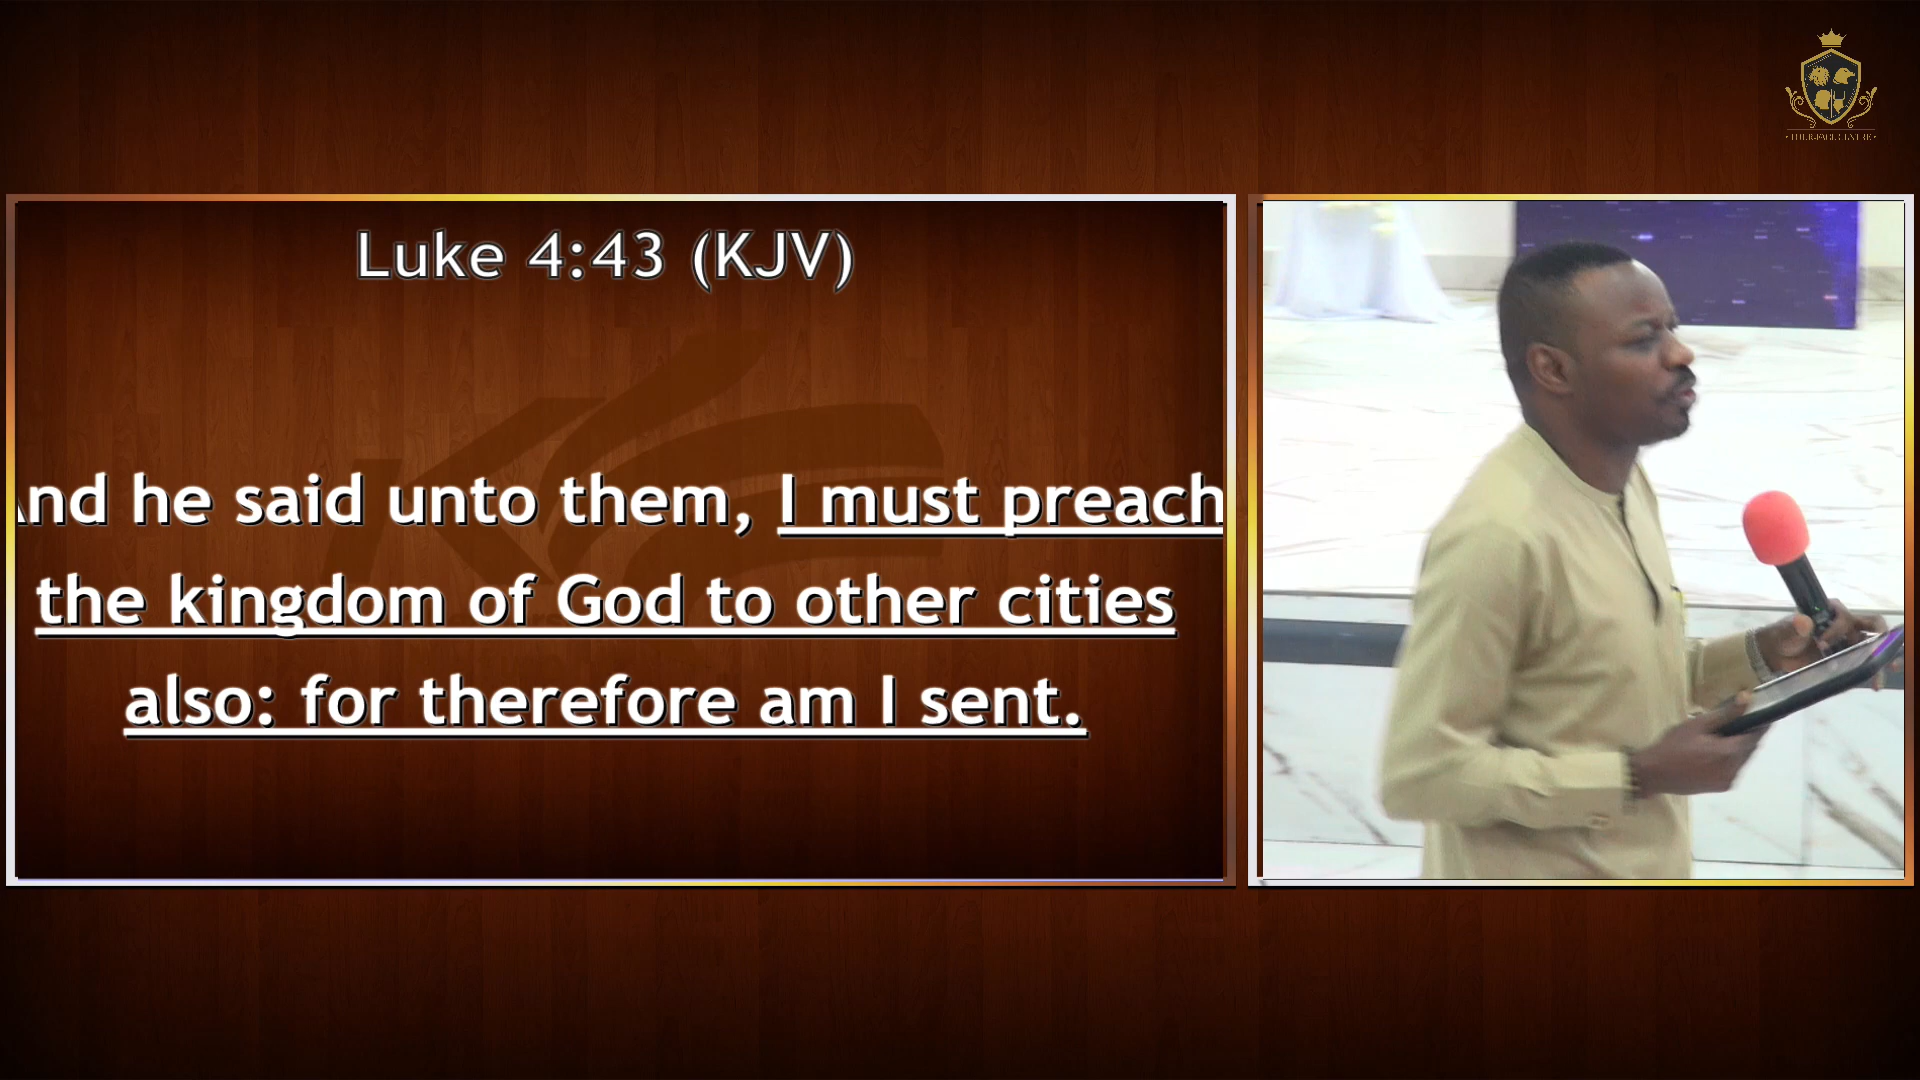 Luke 4:43 (KJV)
And he said unto them, I must preach
the kingdom of God to other cities
also: for therefore am I sent.